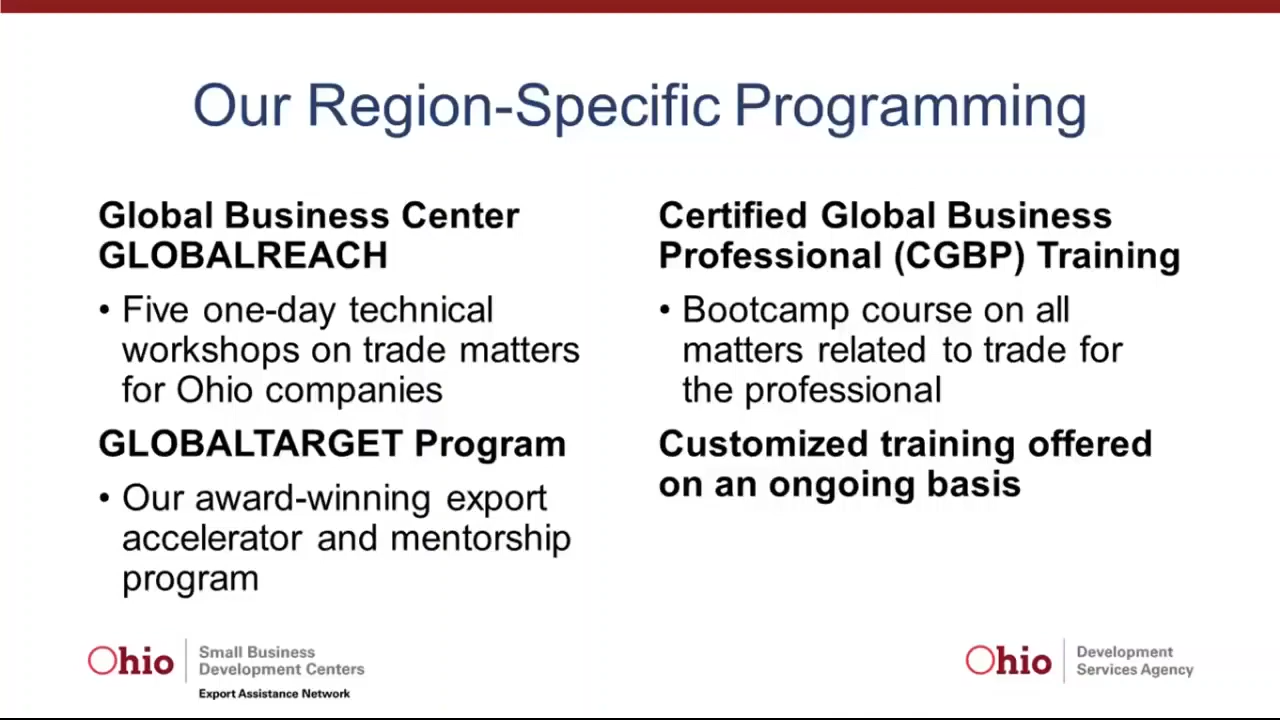 Our Region-Specific Programming
Global Business Center
GLOBALREACH
• Five one-day technical
workshops on trade matters
for Ohio companies
GLOBALTARGET Program
• Our award-winning export
accelerator and mentorship
program
Certified Global Business
Professional (CGBP) Training
• Bootcamp course on all
matters related to trade for
the professional
Customized training offered
on an ongoing basis
Ohio
Small Business
Development Centers
Export Assistance Network
Ohio
Development
Services Agency